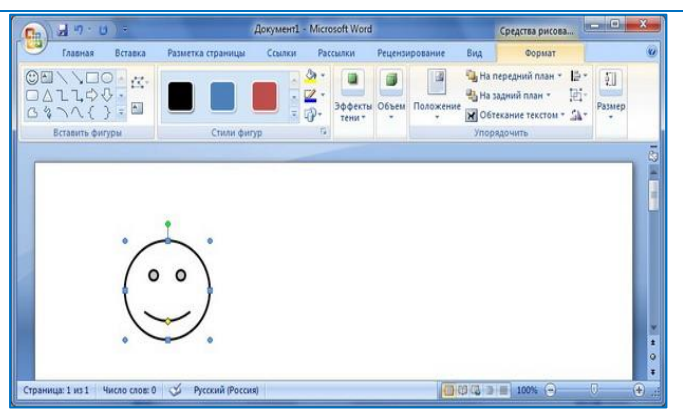 Документ1 - Microsoft Word
Средства рисова...
Главная Вставка Разметка страницы Ссылки Рассылки Рецензирование Вид Формат
На передний план
На задний план
Обтекание текстом
Эффекты тени
Объем
Положение
Размер
Вставить фигуры
Стили фигур
Упорядочить
Страница: 1 из 1 Число слов: 0 Русский (Россия) 100%